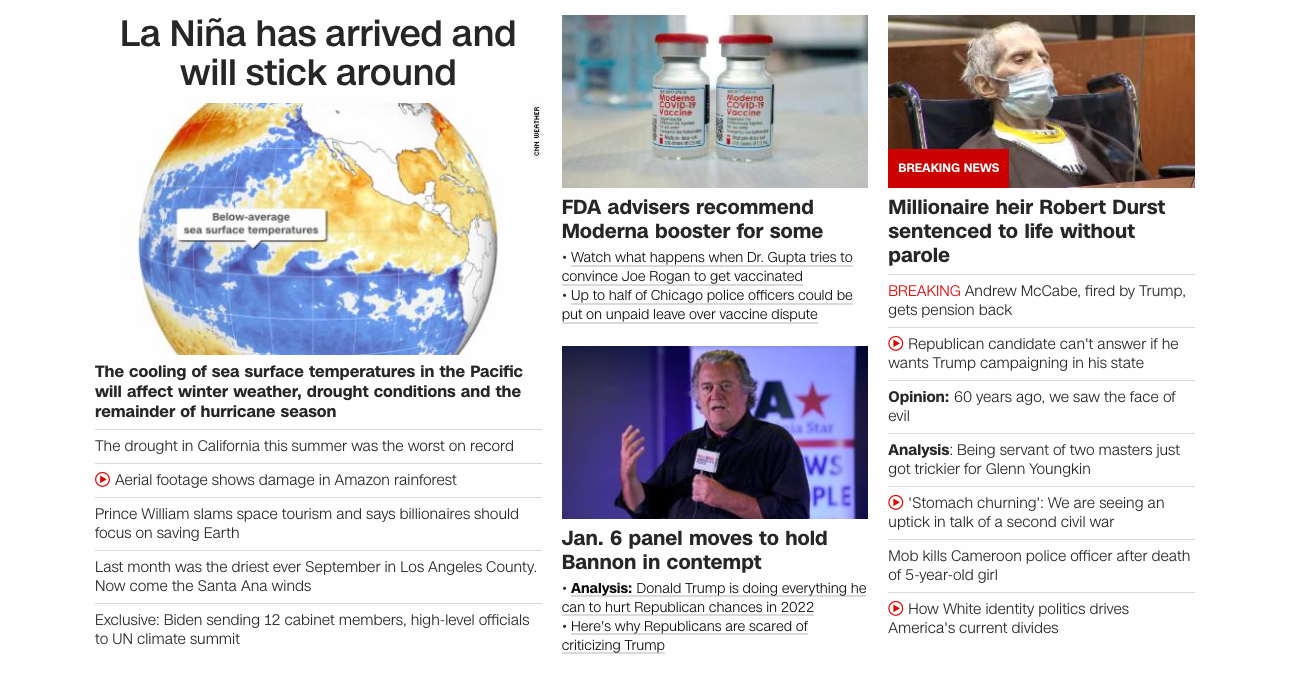 La Niña has arrived and
will stick around
CNN WEATHER
Below-average
sea surface temperatures
The cooling of sea surface temperatures in the Pacific
will affect winter weather, drought conditions and the
remainder of hurricane season
The drought in California this summer was the worst on record
Aerial footage shows damage in Amazon rainforest
Prince William slams space tourism and says billionaires should
focus on saving Earth
Last month was the driest ever September in Los Angeles County.
Now come the Santa Ana winds
Exclusive: Biden sending 12 cabinet members, high-level officials
to UN climate summit
Moderna
COVID-19
Vaccine
Moderna
COVID-19
Vaccine
FDA advisers recommend
Moderna booster for some
• Watch what happens when Dr. Gupta tries to
convince Joe Rogan to get vaccinated
• Up to half of Chicago police officers could be
put on unpaid leave over vaccine dispute
A
Star
WS
PLE
Jan. 6 panel moves to hold
Bannon in contempt
• Analysis: Donald Trump is doing everything he
can to hurt Republican chances in 2022
• Here's why Republicans are scared of
criticizing Trump
BREAKING NEWS
Millionaire heir Robert Durst
sentenced to life without
parole
BREAKING Andrew McCabe, fired by Trump,
gets pension back
Republican candidate can't answer if he
wants Trump campaigning in his state
Opinion: 60 years ago, we saw the face of
evil
Analysis: Being servant of two masters just
got trickier for Glenn Youngkin
'Stomach churning': We are seeing an
uptick in talk of a second civil war
Mob kills Cameroon police officer after death
of 5-year-old girl
How White identity politics drives
America's current divides